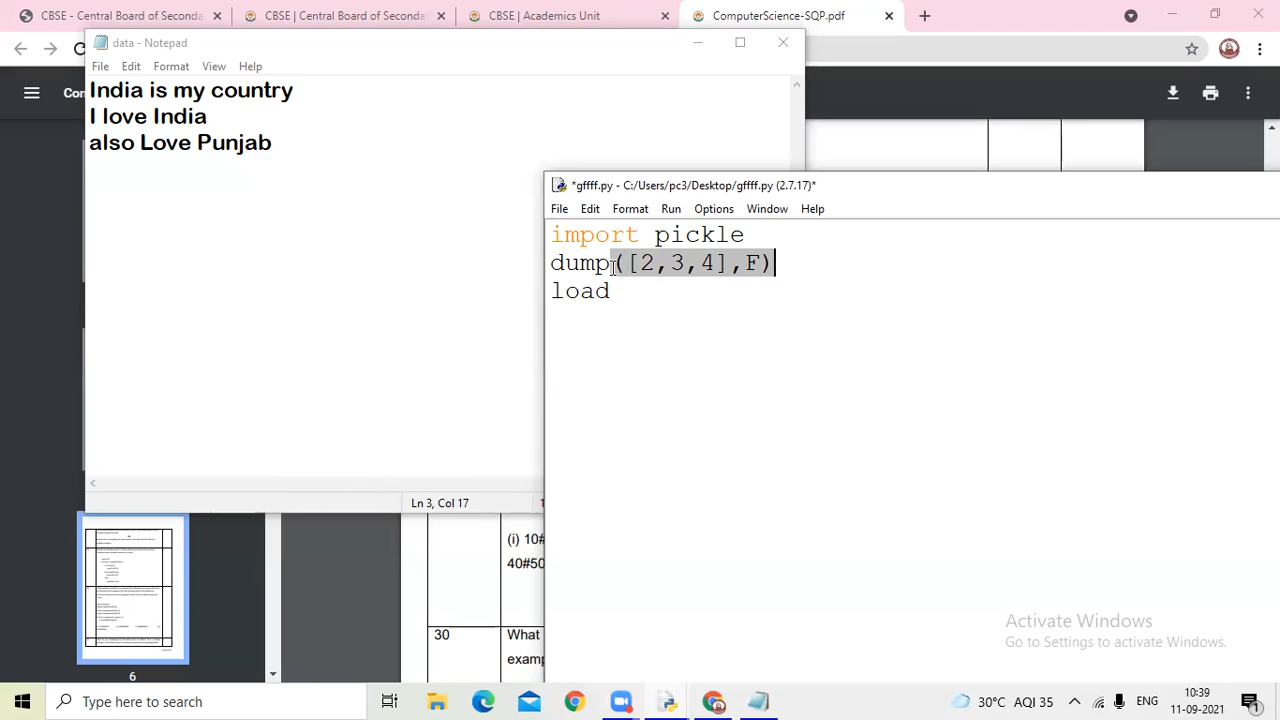 CBSE - Central Board of Seconda
CBSE | Central Board of Seconda
CBSE | Academics Unit
ComputerScience-SQP.pdf
data - Notepad
File Edit Format View Help
India is my country
I love India
also Love Punjab
Ln 3, Col 17
Con
*gffff.py - C:/Users/pc3/Desktop/gffff.py (2.7.17)*
File Edit Format Run Options Window Help
import pickle
dump([2,3,4],F)
load
(i) 10#
40#50
30 What
examp
6
Activate Windows
Go to Settings to activate Windows.
Type here to search
30°C AQI 35
ENG
10:39
11-09-2021